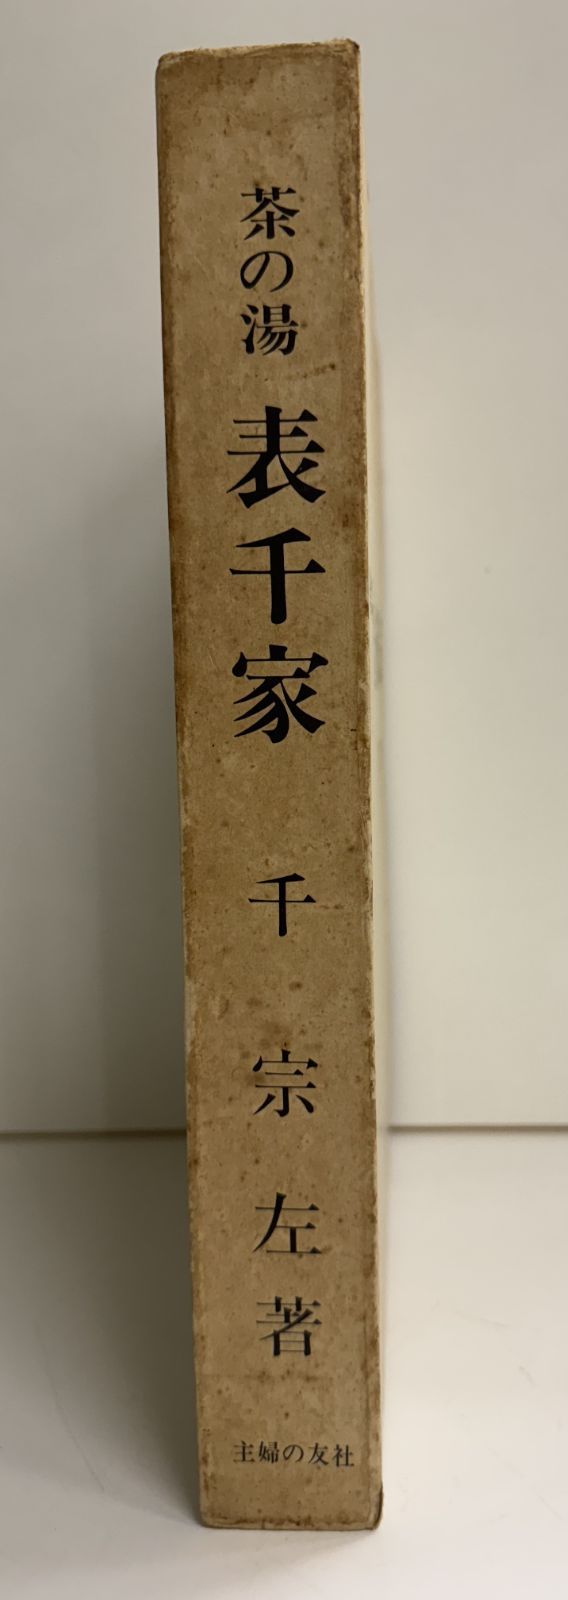 茶の湯
表千家
千宗左著
主婦の友社